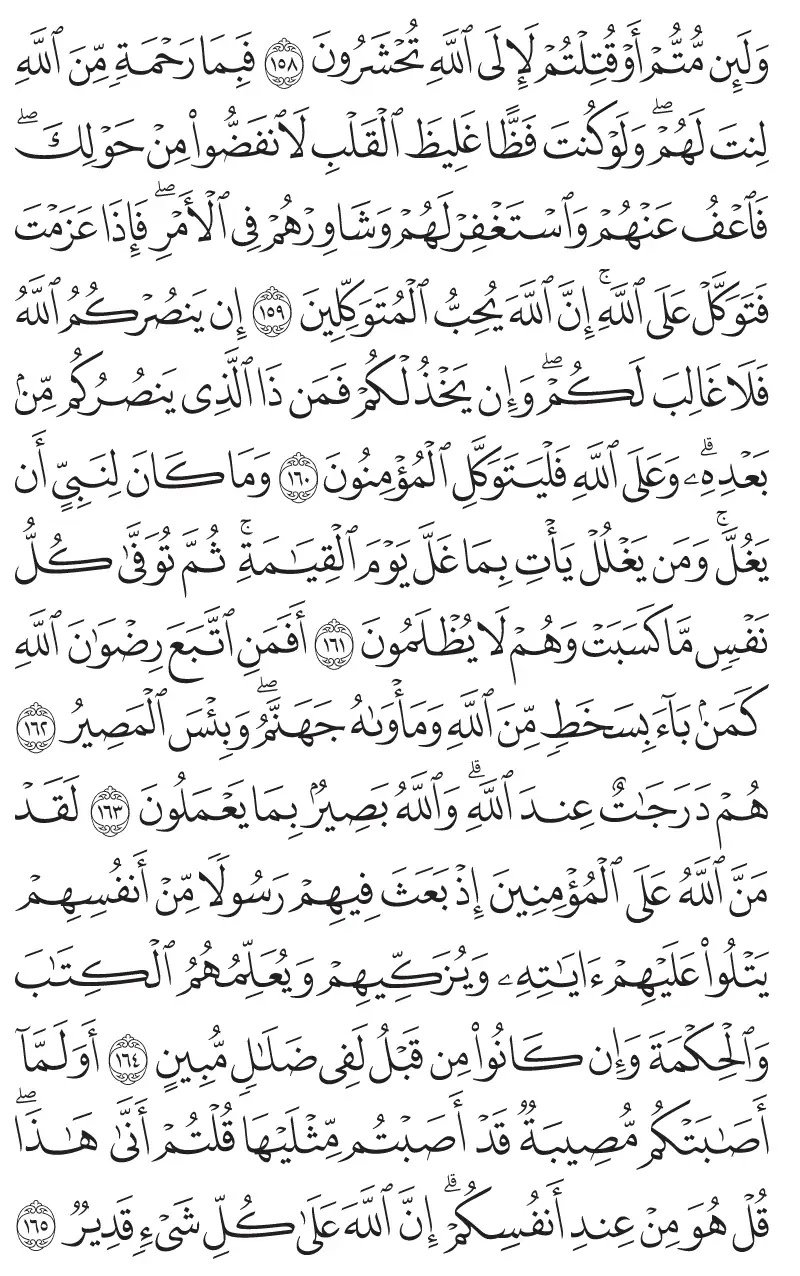 وَلَئِن مُّتُّمْ أَوْ قُتِلْتُمْ لَإِلَى ٱللَّهِ تُحْشَرُونَ ١٥٨ فَبِمَا رَحْمَةٍ مِّنَ ٱللَّهِ
لِنتَ لَهُمْۖ وَلَوْ كُنتَ فَظًّا غَلِيظَ ٱلْقَلْبِ لَٱنفَضُّوا۟ مِنْ حَوْلِكَۖ
فَٱعْفُ عَنْهُمْ وَٱسْتَغْفِرْ لَهُمْ وَشَاوِرْهُمْ فِى ٱلْأَمْرِۖ فَإِذَا عَزَمْتَ
فَتَوَكَّلْ عَلَى ٱللَّهِۚ إِنَّ ٱللَّهَ يُحِبُّ ٱلْمُتَوَكِّلِينَ ١٥٩ إِن يَنصُرْكُمُ ٱللَّهُ
فَلَا غَالِبَ لَكُمْۖ وَإِن يَخْذُلْكُمْ فَمَن ذَا ٱلَّذِى يَنصُرُكُم مِّنۢ
بَعْدِهِۦۗ وَعَلَى ٱللَّهِ فَلْيَتَوَكَّلِ ٱلْمُؤْمِنُونَ ١٦٠ وَمَا كَانَ لِنَبِىٍّ أَن
يَغُلَّۚ وَمَن يَغْلُلْ يَأْتِ بِمَا غَلَّ يَوْمَ ٱلْقِيَـٰمَةِۚ ثُمَّ تُوَفَّىٰ كُلُّ
نَفْسٍ مَّا كَسَبَتْ وَهُمْ لَا يُظْلَمُونَ ١٦١ أَفَمَنِ ٱتَّبَعَ رِضْوَٰنَ ٱللَّهِ
كَمَنۢ بَآءَ بِسَخَطٍ مِّنَ ٱللَّهِ وَمَأْوَىٰهُ جَهَنَّمُۖ وَبِئْسَ ٱلْمَصِيرُ ١٦٢
هُمْ دَرَجَـٰتٌ عِندَ ٱللَّهِۗ وَٱللَّهُ بَصِيرٌۢ بِمَا يَعْمَلُونَ ١٦٣ لَقَدْ
مَنَّ ٱللَّهُ عَلَى ٱلْمُؤْمِنِينَ إِذْ بَعَثَ فِيهِمْ رَسُولًا مِّنْ أَنفُسِهِمْ
يَتْلُوا۟ عَلَيْهِمْ ءَايَـٰتِهِۦ وَيُزَكِّيهِمْ وَيُعَلِّمُهُمُ ٱلْكِتَـٰبَ
وَٱلْحِكْمَةَ وَإِن كَانُوا۟ مِن قَبْلُ لَفِى ضَلَـٰلٍ مُّبِينٍ ١٦٤ أَوَلَمَّآ
أَصَـٰبَتْكُم مُّصِيبَةٌ قَدْ أَصَبْتُم مِّثْلَيْهَا قُلْتُمْ أَنَّىٰ هَـٰذَاۖ
قُلْ هُوَ مِنْ عِندِ أَنفُسِكُمْۗ إِنَّ ٱللَّهَ عَلَىٰ كُلِّ شَىْءٍ قَدِيرٌ ١٦٥